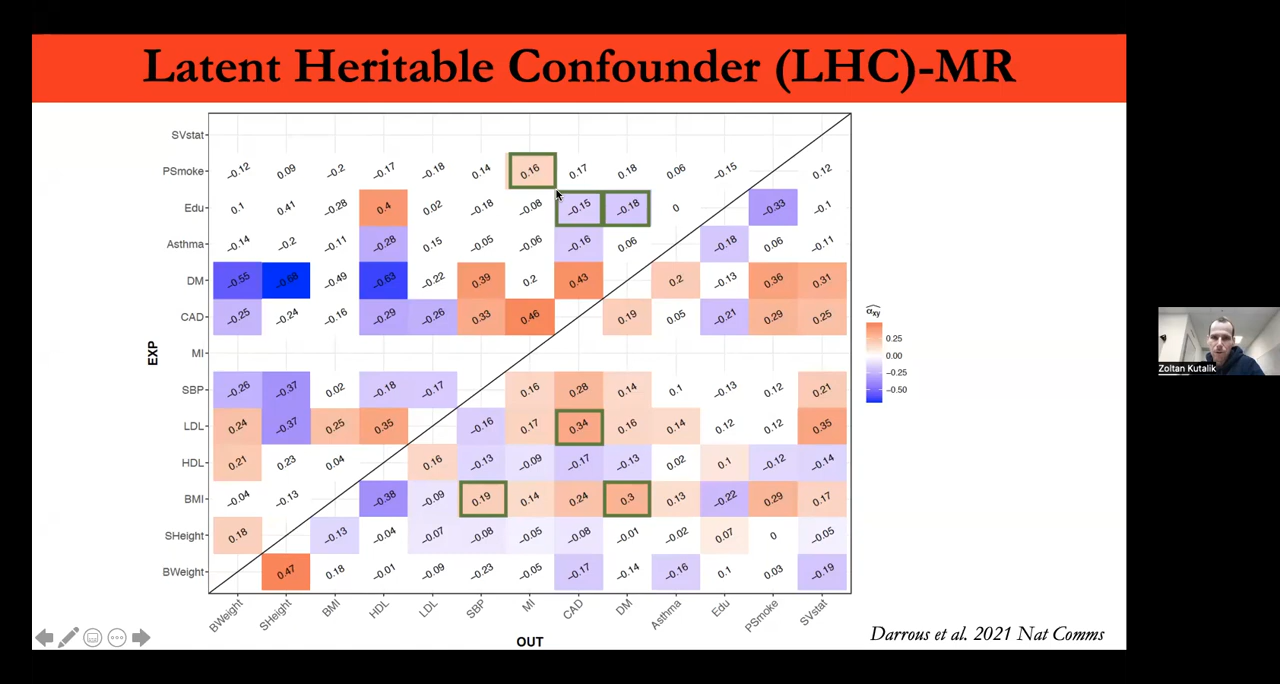 Latent Heritable Confounder (LHC)-MR
SVstat
PSmoke -0.12 0.09 -0.2 -0.17 -0.18 0.14 0.16 0.17 0.18 0.06 -0.15 0.12
Edu 0.1 0.41 -0.28 0.4 0.02 -0.18 -0.08 -0.15 -0.18 0 -0.33 -0.1
Asthma -0.14 -0.2 -0.11 -0.28 0.15 -0.05 -0.06 -0.16 0.06 -0.18 0.06 -0.11
DM -0.55 -0.68 -0.49 -0.63 -0.22 0.39 0.2 0.43 0.2 -0.13 0.36 0.31
CAD -0.25 -0.24 -0.16 -0.29 -0.26 0.33 0.46 0.19 0.05 -0.21 0.29 0.25
MI
SBP -0.26 -0.37 0.02 -0.18 -0.17 0.16 0.28 0.14 0.1 -0.13 0.12 0.21
LDL 0.24 -0.37 0.25 0.35 -0.16 0.17 0.34 0.16 0.14 0.12 0.12 0.35
HDL 0.21 0.23 0.04 0.16 -0.13 -0.09 -0.17 -0.13 0.02 0.1 -0.12 -0.14
BMI -0.04 -0.13 -0.38 -0.09 0.19 0.14 0.24 0.3 0.13 -0.22 0.29 0.17
SHeight 0.18 -0.13 -0.04 -0.07 -0.08 -0.05 -0.08 -0.01 -0.02 0.07 0 -0.05
BWeight 0.47 0.18 -0.01 -0.09 -0.23 -0.05 -0.17 -0.14 -0.16 0.1 0.03 -0.19
EXP
BWeight SHeight BMI HDL LDL SBP MI CAD DM Asthma Edu PSmoke SVstat
OUT
α̂xy
0.25
0.00
-0.25
-0.50
Darrous et al. 2021 Nat Comms
Zoltan Kutalik